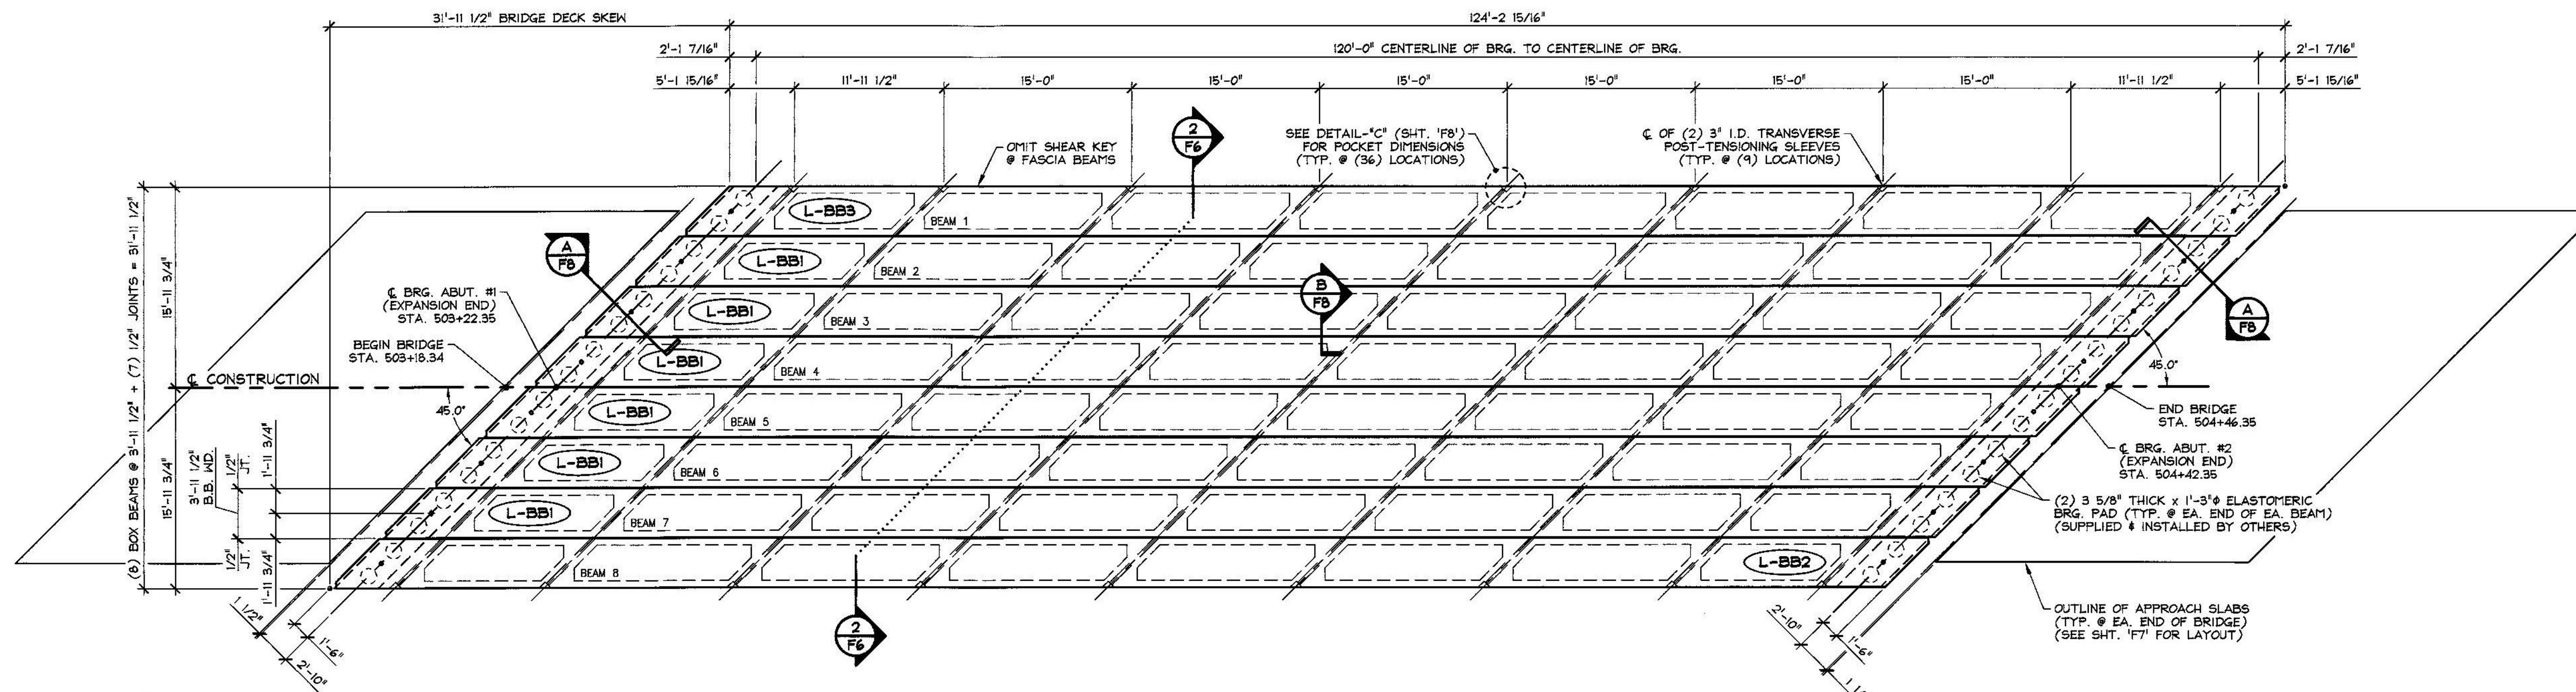 31'-11 1/2" BRIDGE DECK SKEW
124'-2 15/16"
2'-1 7/16"
120'-0" CENTERLINE OF BRG. TO CENTERLINE OF BRG.
2'-1 7/16"
5'-1 15/16"
11'-11 1/2"
15'-0"
15'-0"
15'-0"
15'-0"
15'-0"
15'-0"
11'-11 1/2"
5'-1 15/16"
2
F6
OMIT SHEAR KEY
@ FASCIA BEAMS
SEE DETAIL-"C" (SHT. 'F8')
FOR POCKET DIMENSIONS
(TYP. @ (36) LOCATIONS)
℄ OF (2) 3" I.D. TRANSVERSE
POST-TENSIONING SLEEVES
(TYP. @ (9) LOCATIONS)
(8) BOX BEAMS @ 3'-11 1/2" + (7) 1/2" JOINTS = 31'-11 1/2"
15'-11 3/4"
15'-11 3/4"
L-BB3
BEAM 1
A
F8
L-BB1
BEAM 2
℄ BRG. ABUT. #1
(EXPANSION END)
STA. 503+22.35
L-BB1
BEAM 3
B
F8
A
F8
BEGIN BRIDGE
STA. 503+18.34
L-BB1
BEAM 4
℄ CONSTRUCTION
45.0°
45.0°
L-BB1
BEAM 5
END BRIDGE
STA. 504+46.35
℄ BRG. ABUT. #2
(EXPANSION END)
STA. 504+42.35
3'-11 1/2"
B.B. WD.
1/2"
JT.
1'-11 3/4"
L-BB1
BEAM 6
L-BB1
BEAM 7
(2) 3 5/8" THICK x 1'-3"ϕ ELASTOMERIC
BRG. PAD (TYP. @ EA. END OF EA. BEAM)
(SUPPLIED & INSTALLED BY OTHERS)
1/2"
JT.
1'-11 3/4"
BEAM 8
L-BB2
1 1/2"
1'-6"
2'-10"
2
F6
2'-10"
1'-6"
OUTLINE OF APPROACH SLABS
(TYP. @ EA. END OF BRIDGE)
(SEE SHT. 'F7' FOR LAYOUT)